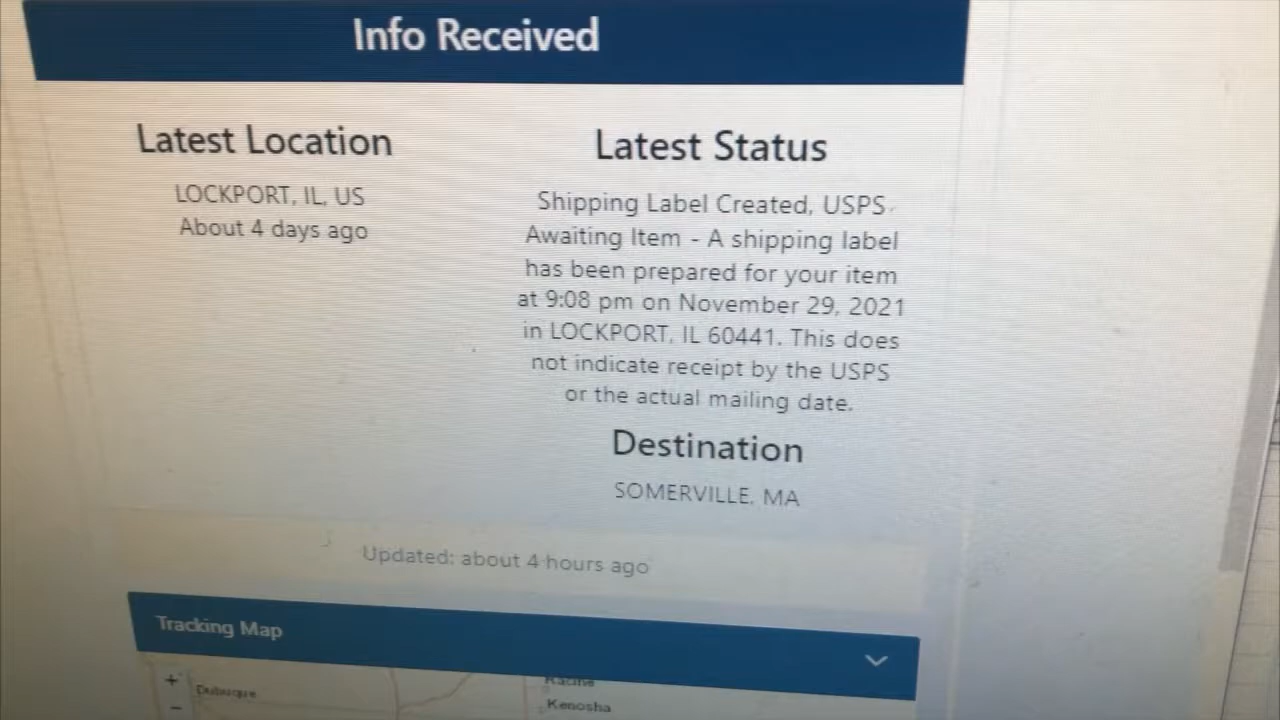 Info Received
Latest Location
LOCKPORT, IL, US
About 4 days ago
Latest Status
Shipping Label Created, USPS
Awaiting Item - A shipping label
has been prepared for your item
at 9:08 pm on November 29, 2021
in LOCKPORT, IL 60441. This does
not indicate receipt by the USPS
or the actual mailing date.
Destination
SOMERVILLE, MA
Updated: about 4 hours ago
Tracking Map
+
Dubuque
Racine
Kenosha
−